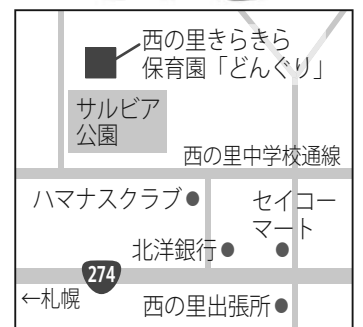 西の里きらきら
保育園「どんぐり」
サルビア
公園
西の里中学校通線
ハマナスクラブ
セイコー
マート
北洋銀行
274
←札幌
西の里出張所